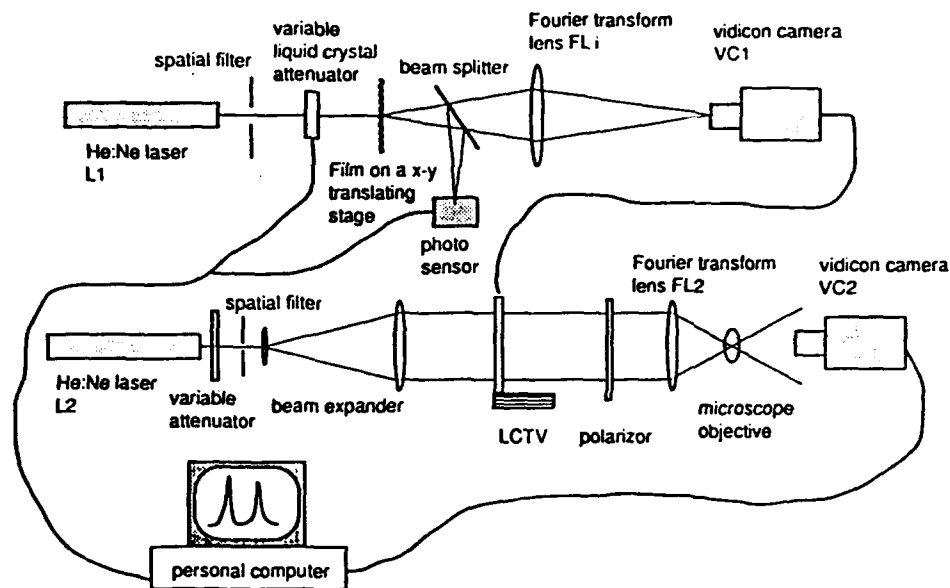 Fourier transform
lens FL i
vidicon camera
VC1
variable
liquid crystal
attenuator
spatial filter
beam splitter
He:Ne laser
L1
Film on a x-y
translating
stage
photo
sensor
Fourier transform
lens FL2
vidicon camera
VC2
spatial filter
He:Ne laser
L2
variable
attenuator
beam expander
LCTV
polarizor
microscope
objective
personal computer